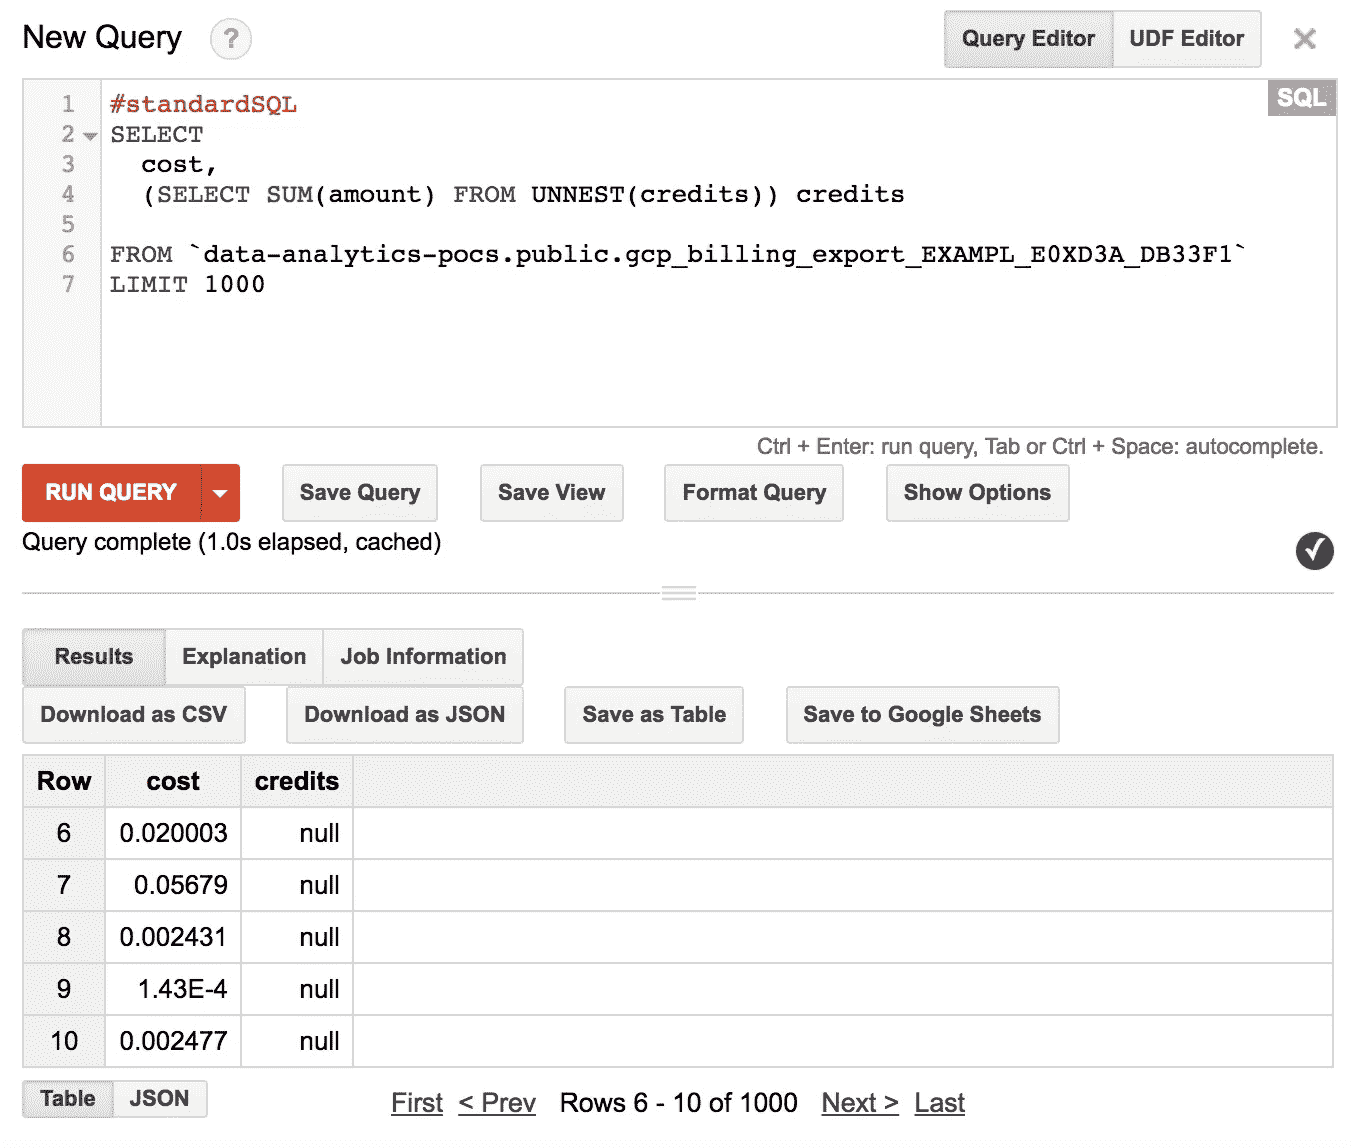 New Query ? Query Editor UDF Editor ×
SQL
1 #standardSQL
2 SELECT
3 cost,
4 (SELECT SUM(amount) FROM UNNEST(credits)) credits
5
6 FROM `data-analytics-pocs.public.gcp_billing_export_EXAMPL_E0XD3A_DB33F1`
7 LIMIT 1000
Ctrl + Enter: run query, Tab or Ctrl + Space: autocomplete.
RUN QUERY Save Query Save View Format Query Show Options
Query complete (1.0s elapsed, cached)
Results Explanation Job Information
Download as CSV Download as JSON Save as Table Save to Google Sheets
Row cost credits
6 0.020003 null
7 0.05679 null
8 0.002431 null
9 1.43E-4 null
10 0.002477 null
Table JSON First < Prev Rows 6 - 10 of 1000 Next > Last